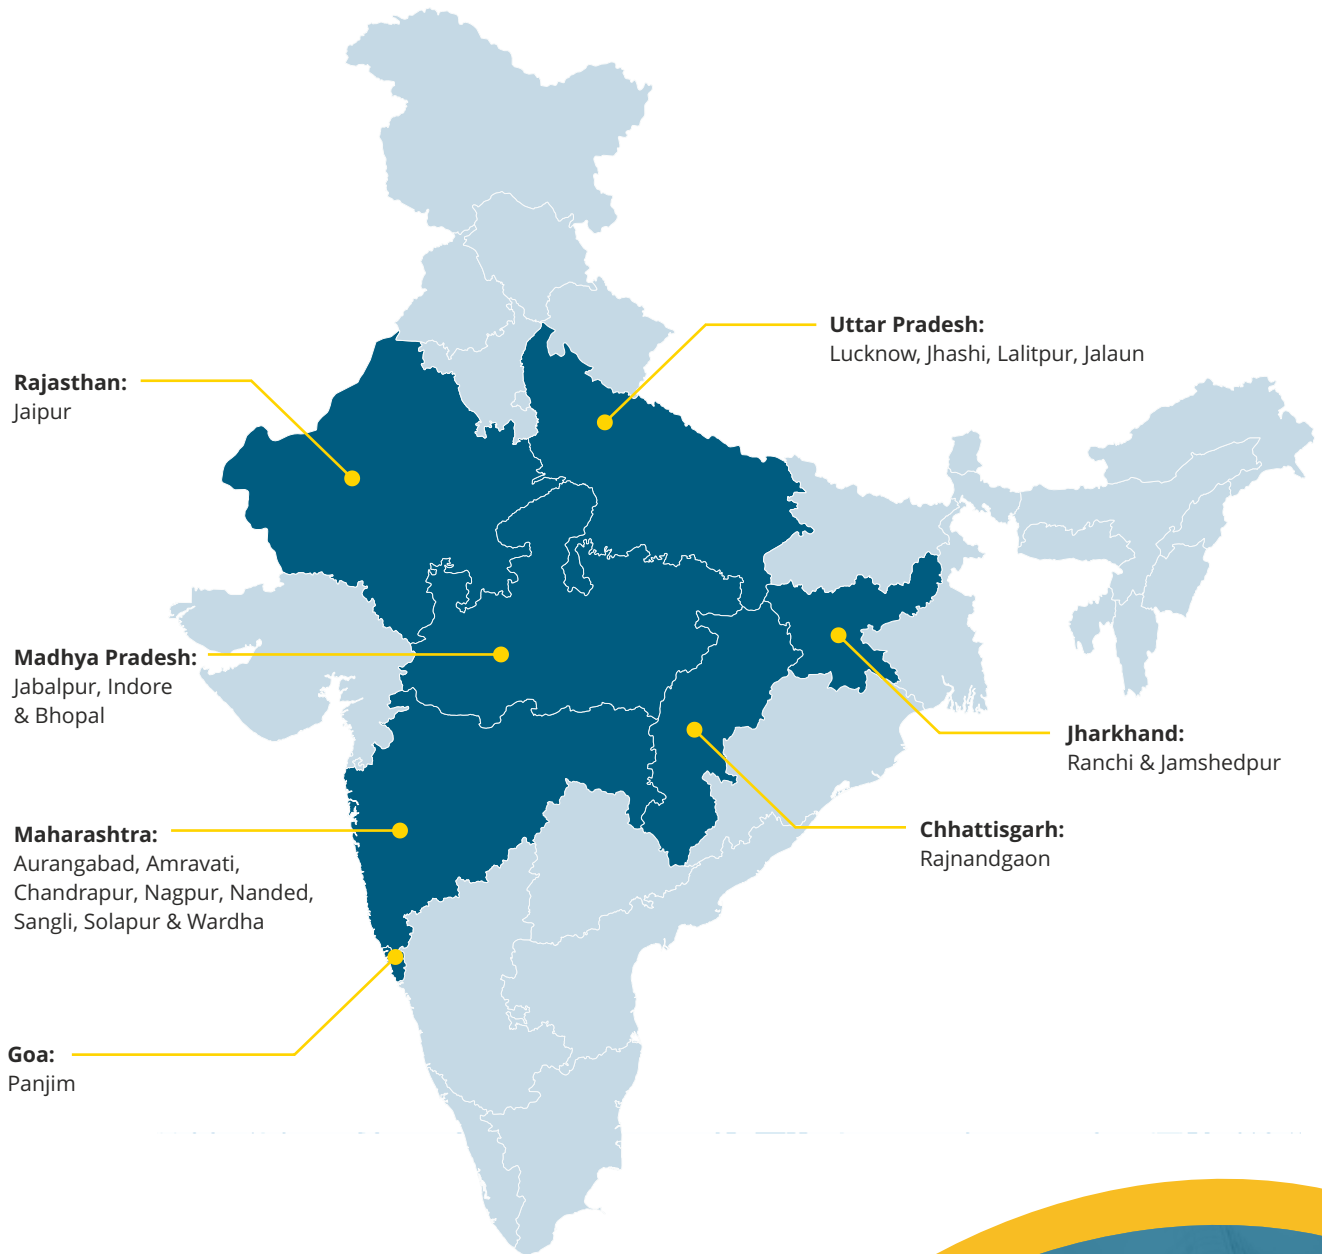 Uttar Pradesh:
Lucknow, Jhashi, Lalitpur, Jalaun
Rajasthan:
Jaipur
Madhya Pradesh:
Jabalpur, Indore
& Bhopal
Jharkhand:
Ranchi & Jamshedpur
Maharashtra:
Aurangabad, Amravati,
Chandrapur, Nagpur, Nanded,
Sangli, Solapur & Wardha
Chhattisgarh:
Rajnandgaon
Goa:
Panjim